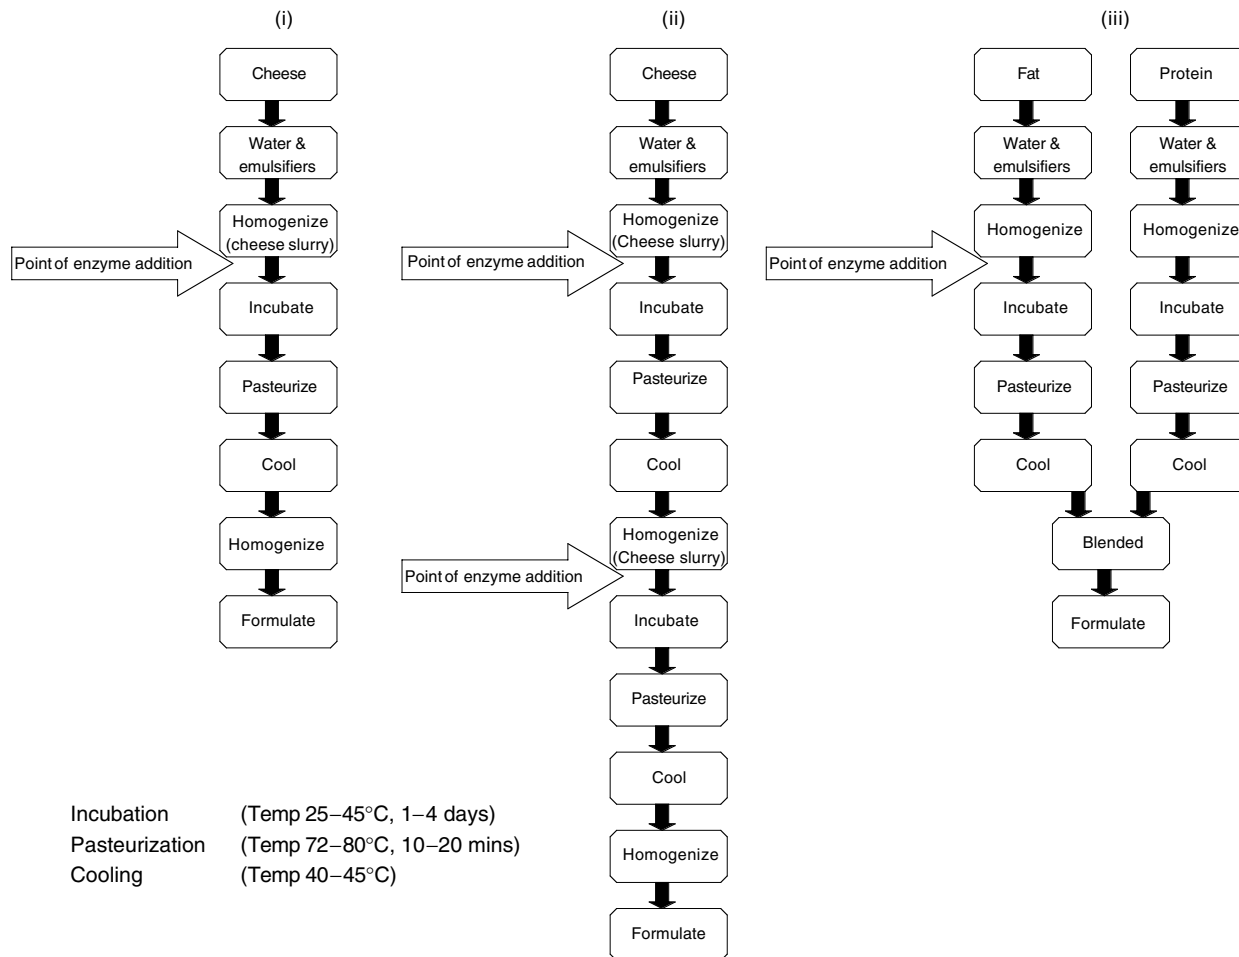 (i)
Cheese
Water &
emulsifiers
Homogenize
(cheese slurry)
Point of enzyme addition
Incubate
Pasteurize
Cool
Homogenize
Formulate
(ii)
Cheese
Water &
emulsifiers
Homogenize
(Cheese slurry)
Point of enzyme addition
Incubate
Pasteurize
Cool
Homogenize
(Cheese slurry)
Point of enzyme addition
Incubate
Pasteurize
Cool
Homogenize
Formulate
(iii)
Fat
Water &
emulsifiers
Homogenize
Point of enzyme addition
Incubate
Pasteurize
Cool
Protein
Water &
emulsifiers
Homogenize
Incubate
Pasteurize
Cool
Blended
Formulate
Incubation (Temp 25–45°C, 1–4 days)
Pasteurization (Temp 72–80°C, 10–20 mins)
Cooling (Temp 40–45°C)